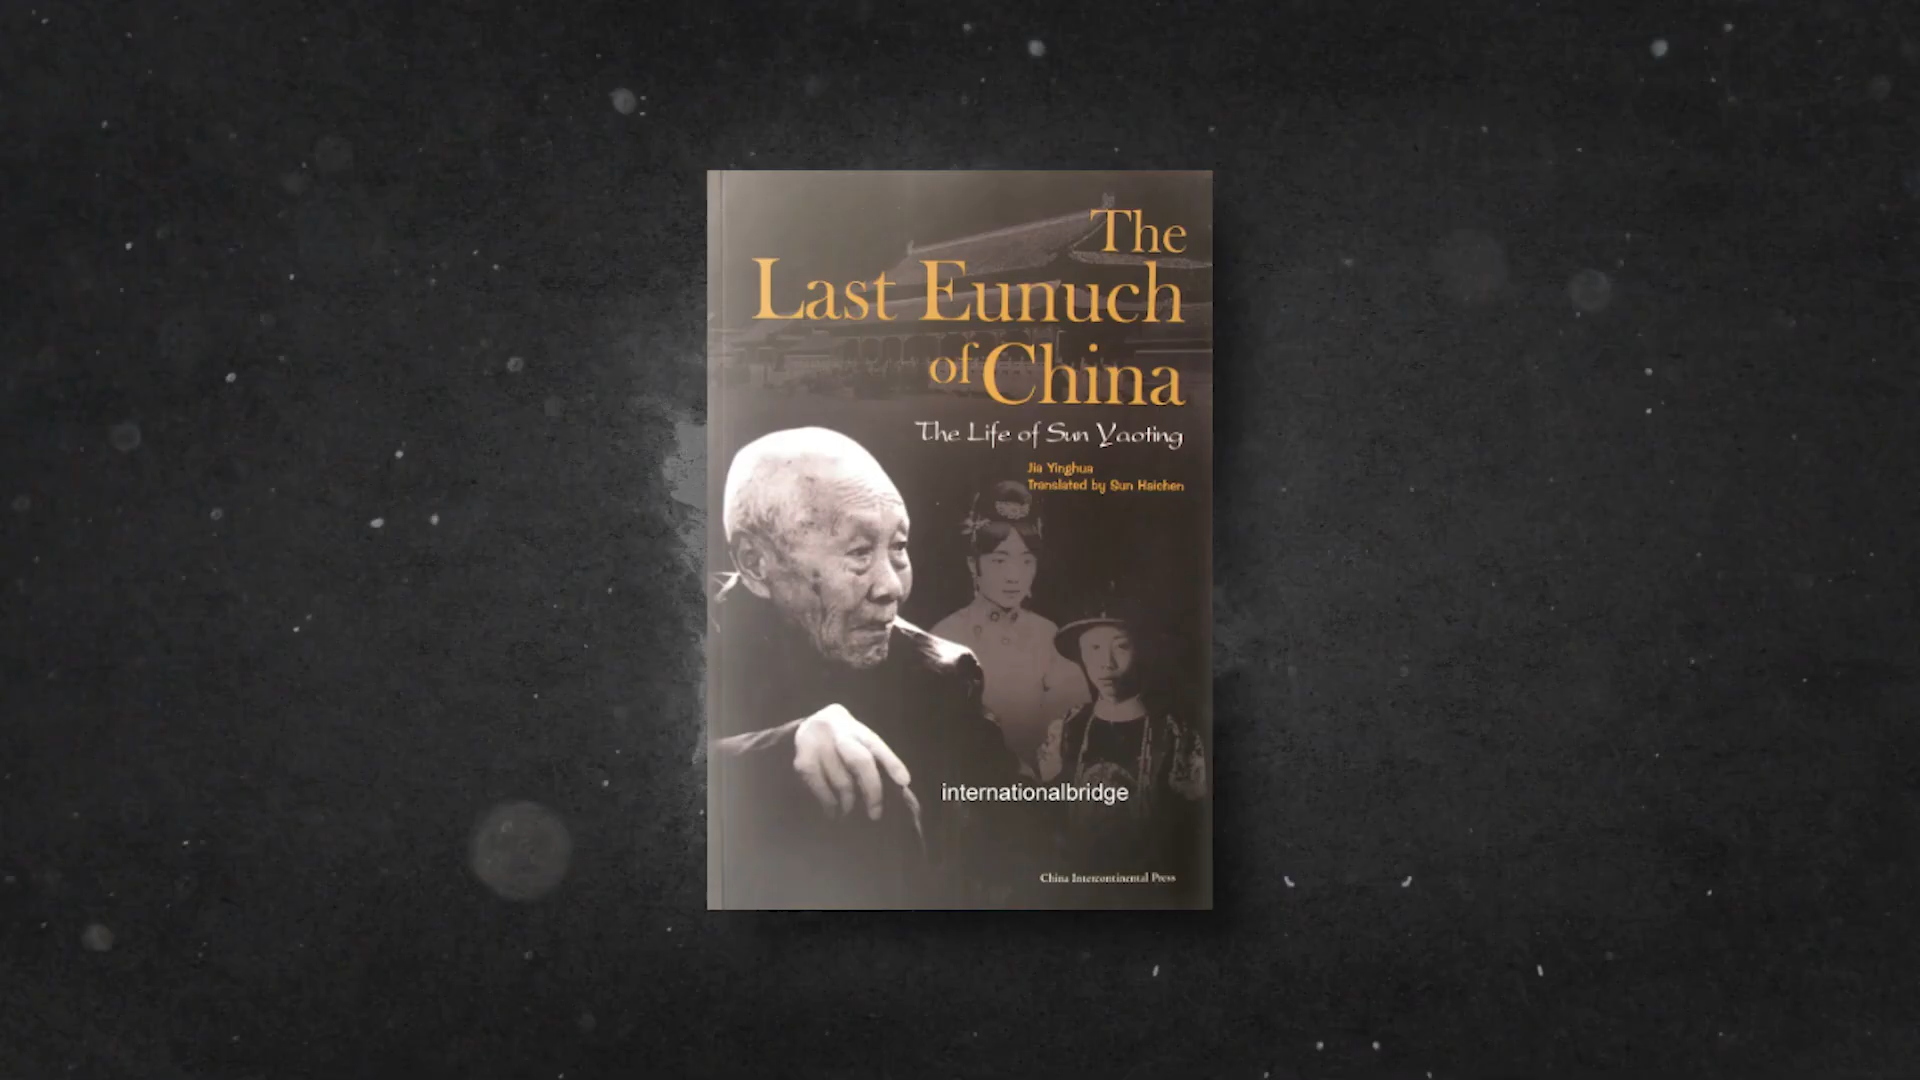 The
Last Eunuch
of China
The Life of Sun Yaoting
Jia Yinghua
Translated by Sun Haichen
internationalbridge
China Intercontinental Press